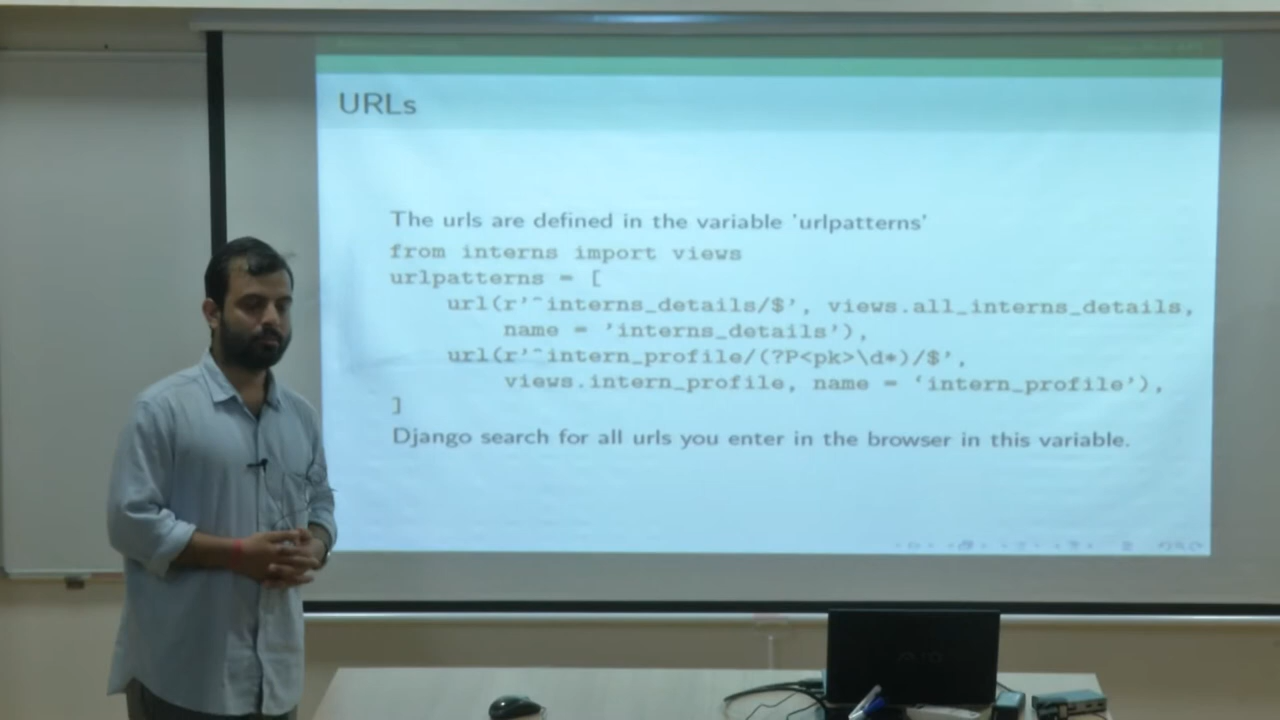 URLs
The urls are defined in the variable 'urlpatterns'
from interns import views
urlpatterns = [
url(r'^interns_details/$', views.all_interns_details,
name = 'interns_details'),
url(r'^intern_profile/(?P<pk>\d*)/$',
views.intern_profile, name = 'intern_profile'),
]
Django search for all urls you enter in the browser in this variable.